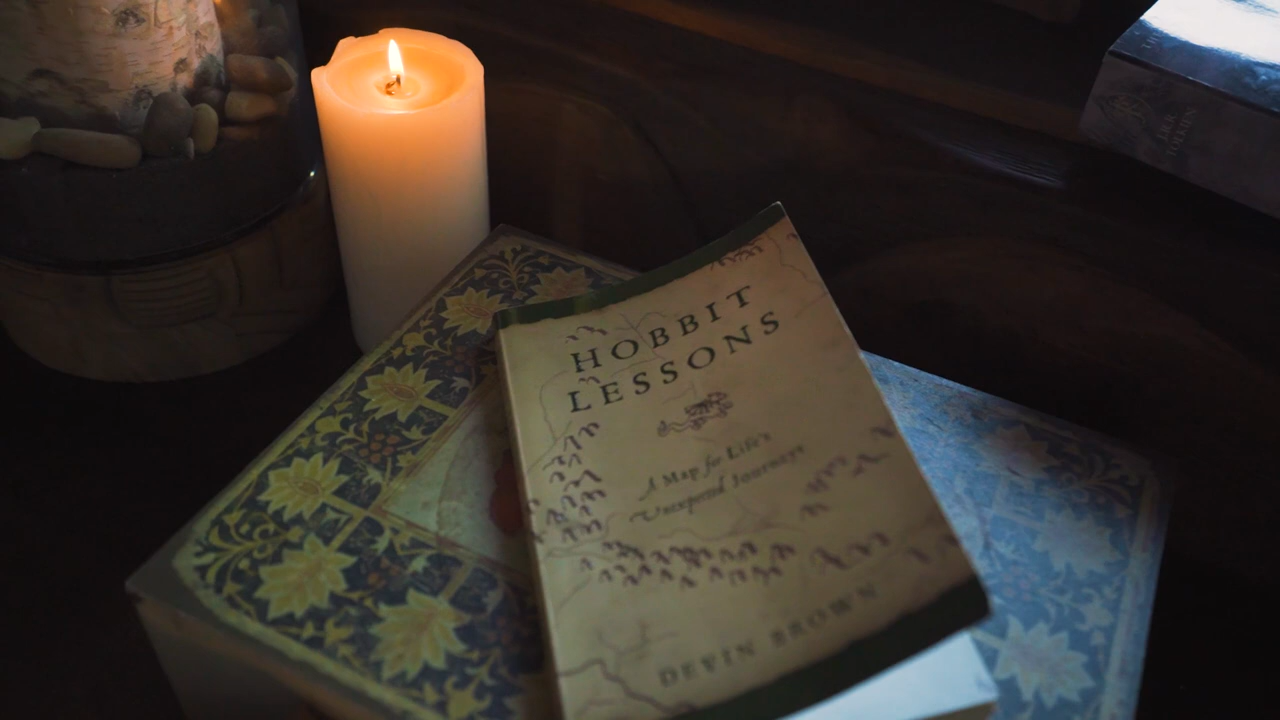 HOBBIT
LESSONS
A Map for Life's
Unexpected Journeys
DEVIN BROWN
J.R.R.
TOLKIEN